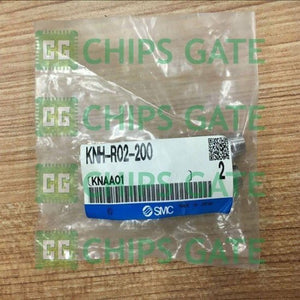 CHIPS GATE
CHIPS GATE
KNH-R02-200
(KNAA01 )
2
SMC
CHIPS GATE
CHIPS GATE